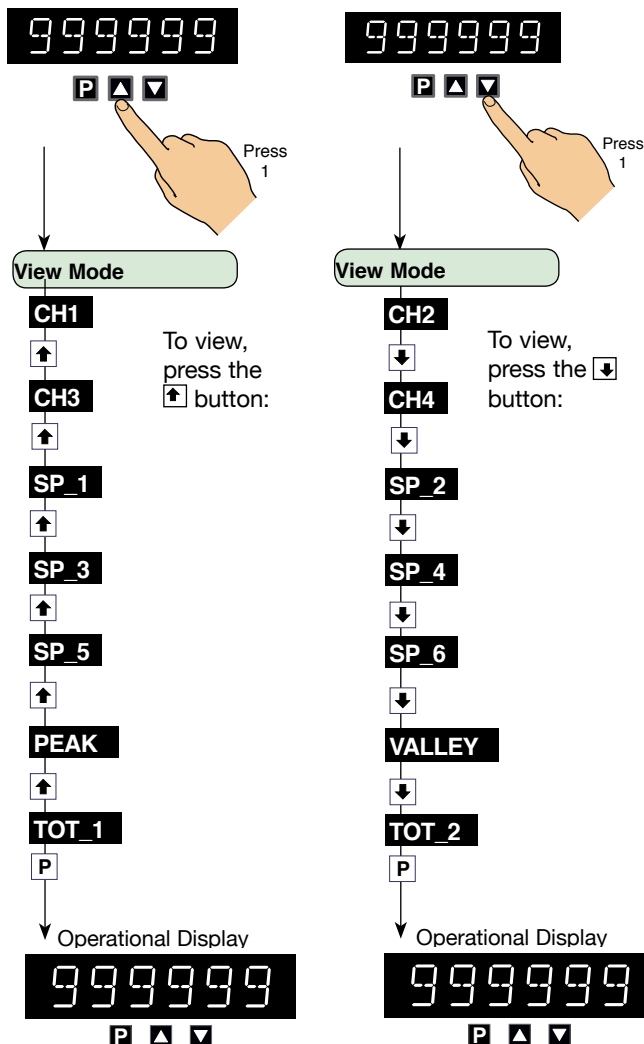 999999
P ▲ ▼
Press
1
View Mode
CH1
↑
CH3
↑
SP_1
↑
SP_3
↑
SP_5
↑
PEAK
↑
TOT_1
P
Operational Display
999999
P ▲ ▼
To view,
press the
↑ button:
999999
P ▲ ▼
Press
1
View Mode
CH2
↓
CH4
↓
SP_2
↓
SP_4
↓
SP_6
↓
VALLEY
↓
TOT_2
P
Operational Display
999999
P ▲ ▼
To view,
press the ↓
button: